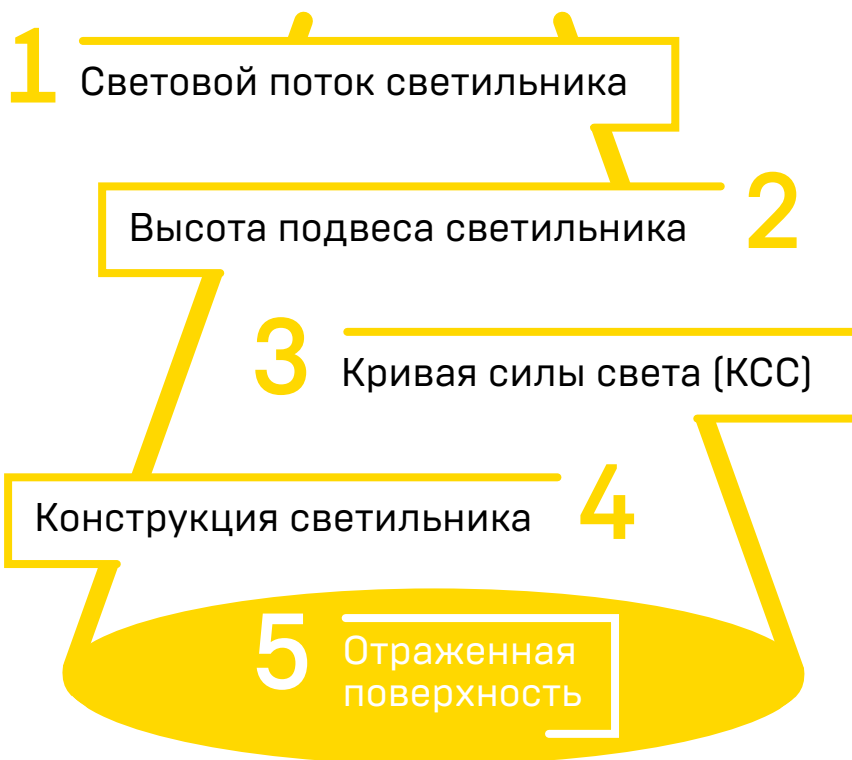 1 Световой поток светильника
Высота подвеса светильника 2
3 Кривая силы света (КСС)
Конструкция светильника 4
5 Отраженная
поверхность